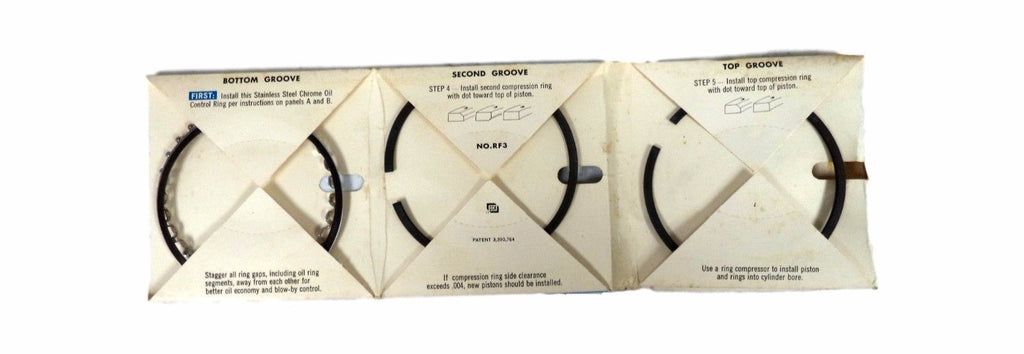 BOTTOM GROOVE
FIRST: Install this Stainless Steel Chrome Oil
Control Ring per instructions on panels A and B.
Stagger all ring gaps, including oil ring
segments, away from each other for
better oil economy and blow-by control.
SECOND GROOVE
STEP 4 — Install second compression ring
with dot toward top of piston.
NO.RF3
PATENT 3,390,764
If compression ring side clearance
exceeds .004, new pistons should be installed.
TOP GROOVE
STEP 5 — Install top compression ring
with dot toward top of piston.
Use a ring compressor to install piston
and rings into cylinder bore.